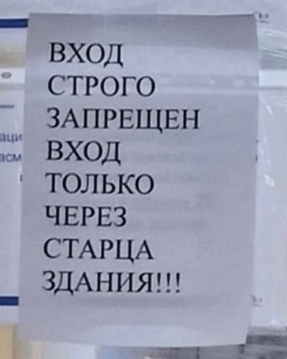 ВХОД
СТРОГО
ЗАПРЕЩЕН
ВХОД
ТОЛЬКО
ЧЕРЕЗ
СТАРЦА
ЗДАНИЯ!!!